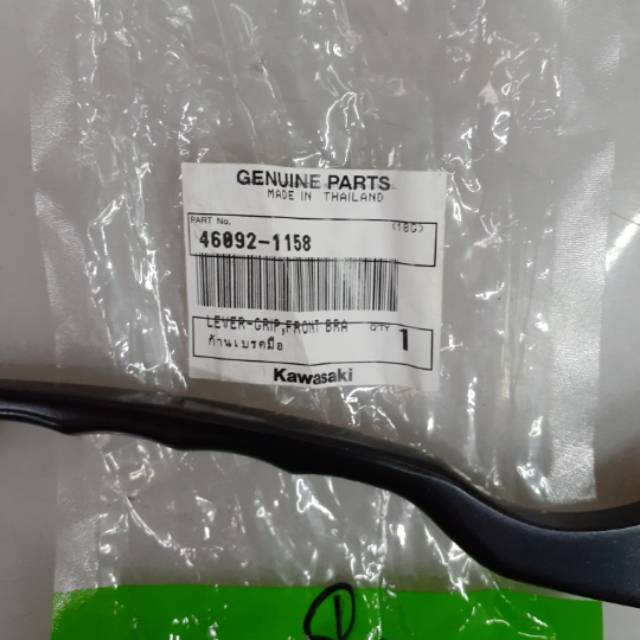 GENUINE PARTS
MADE IN THAILAND
PART No. (1BG)
46092-1158
LEVER-GRIP,FRONT BRA QTY 1
ก้านเบรคมือ
Kawasaki